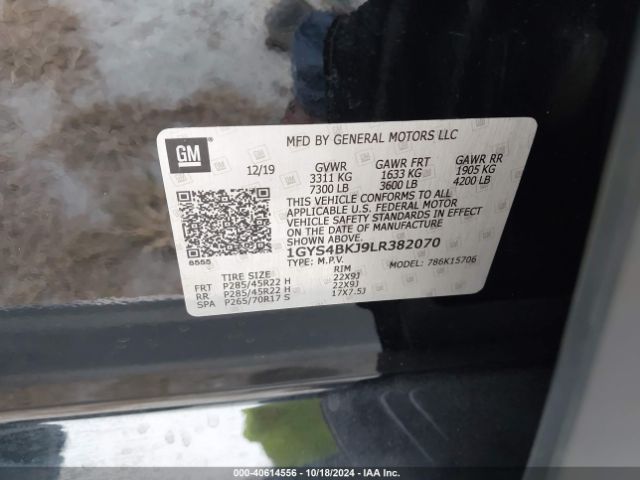 GM
MFD BY GENERAL MOTORS LLC
12/19 GVWR GAWR FRT GAWR RR
3311 KG 1633 KG 1905 KG
7300 LB 3600 LB 4200 LB
THIS VEHICLE CONFORMS TO ALL
APPLICABLE U.S. FEDERAL MOTOR
VEHICLE SAFETY STANDARDS IN EFFECT
ON THE DATE OF MANUFACTURE
SHOWN ABOVE.
1GYS4BKJ9LR382070
6555
TYPE: M.P.V. MODEL: 786K15706
TIRE SIZE RIM
FRT P285/45R22 H 22X9J
RR P285/45R22 H 22X9J
SPA P265/70R17 S 17X7.5J
000-40614556 | 10/18/2024 | IAA Inc.